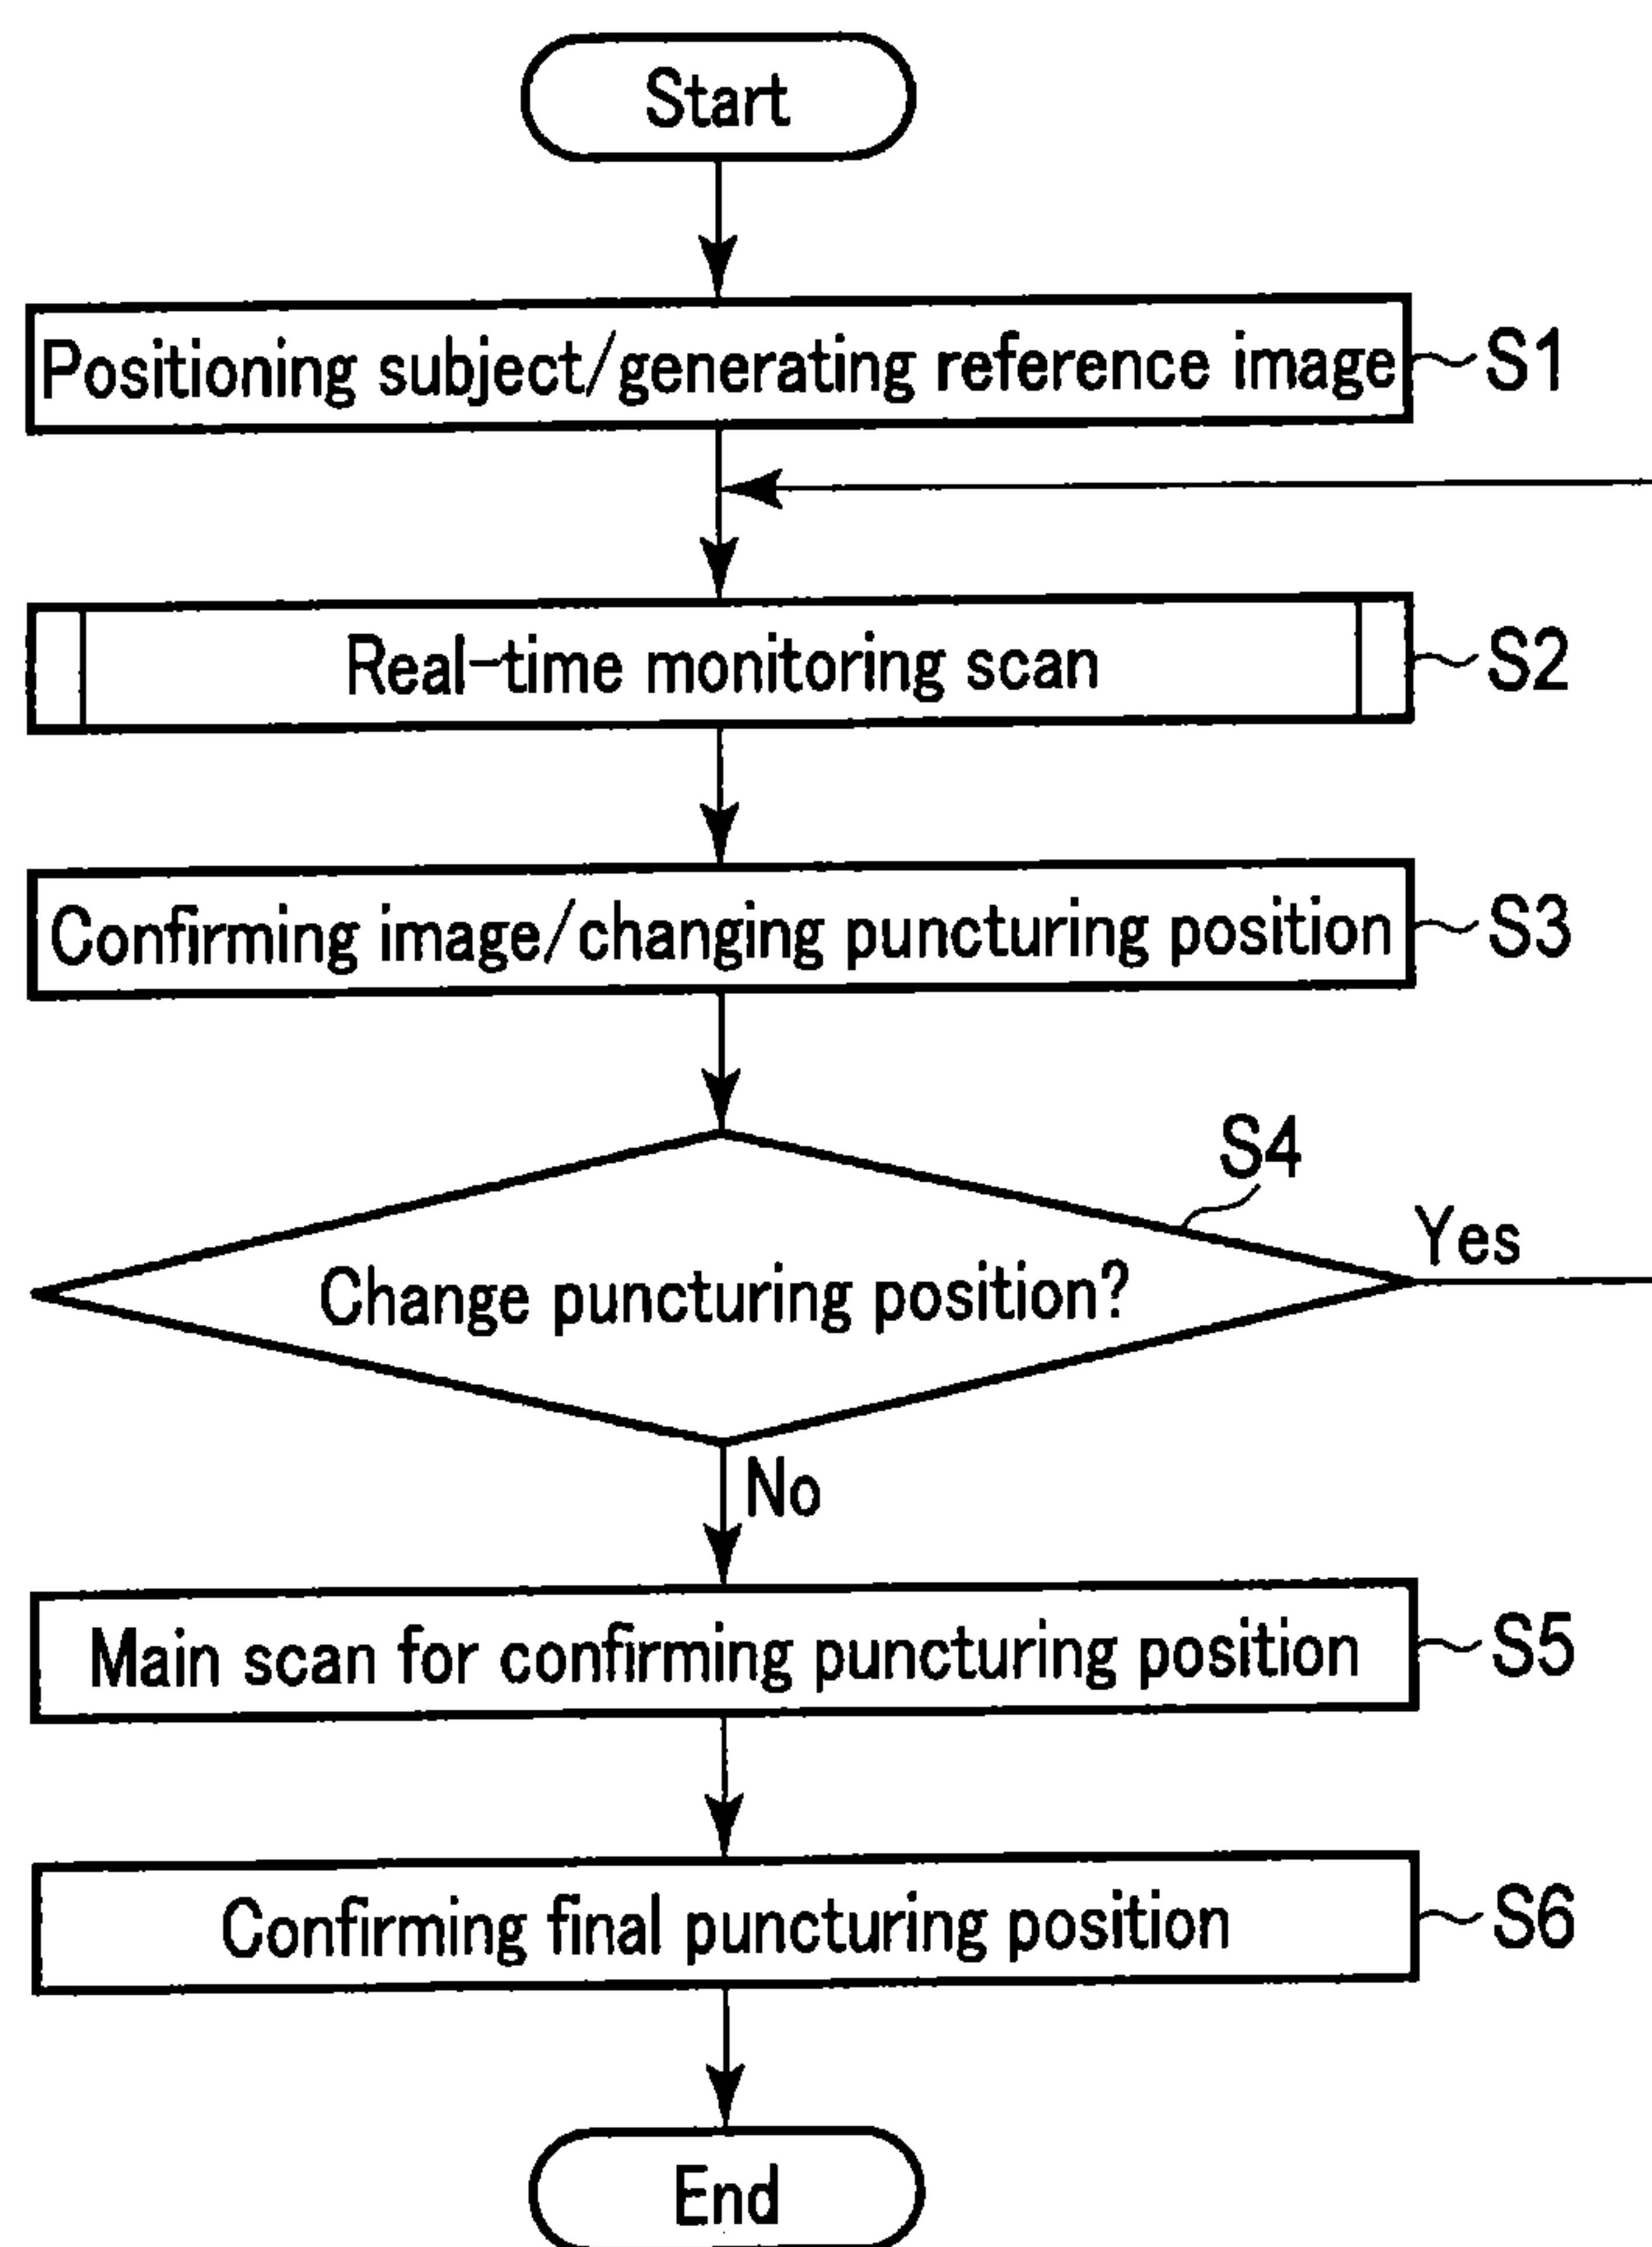 Start
Positioning subject/generating reference image
S1
Real-time monitoring scan
S2
Confirming image/changing puncturing position
S3
S4
Change puncturing position?
Yes
No
Main scan for confirming puncturing position
S5
Confirming final puncturing position
S6
End